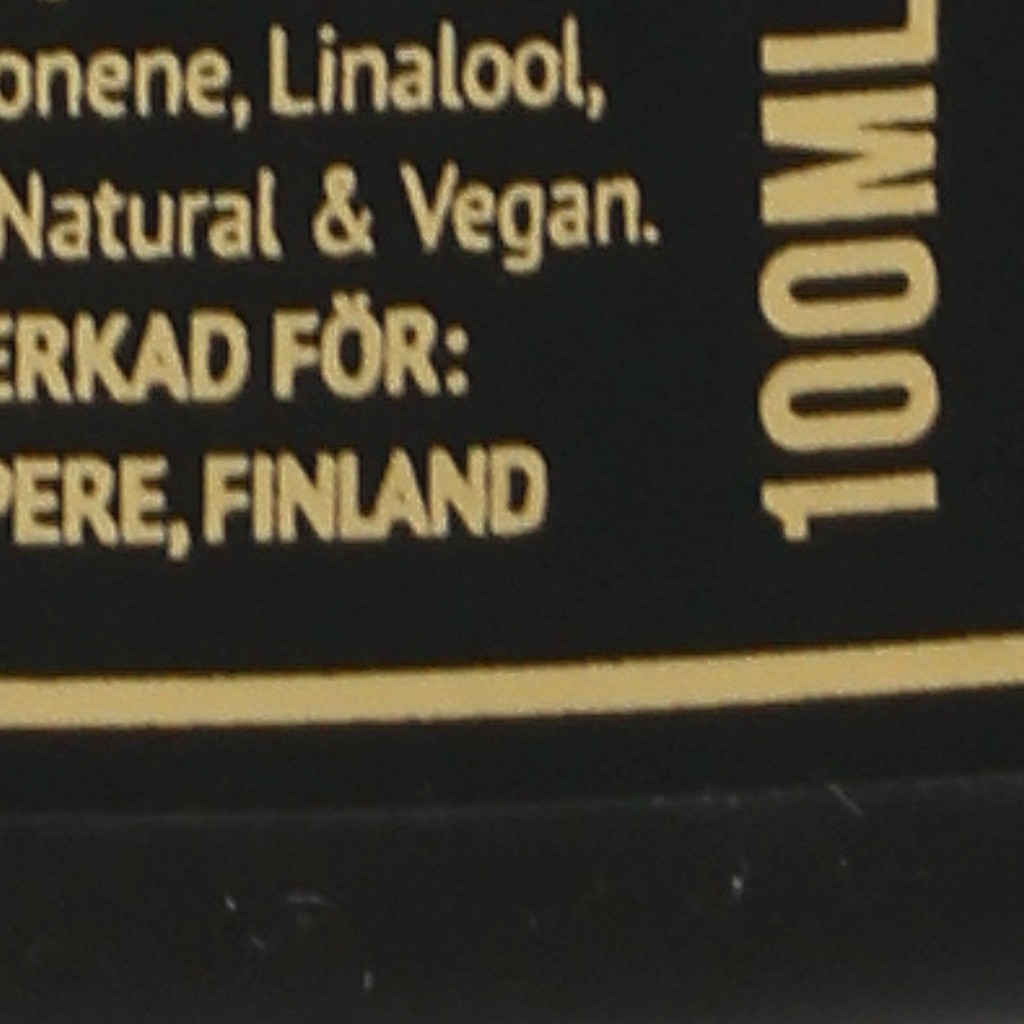 onene, Linalool,
Natural & Vegan.
ERKAD FÖR:
PERE, FINLAND
100ML